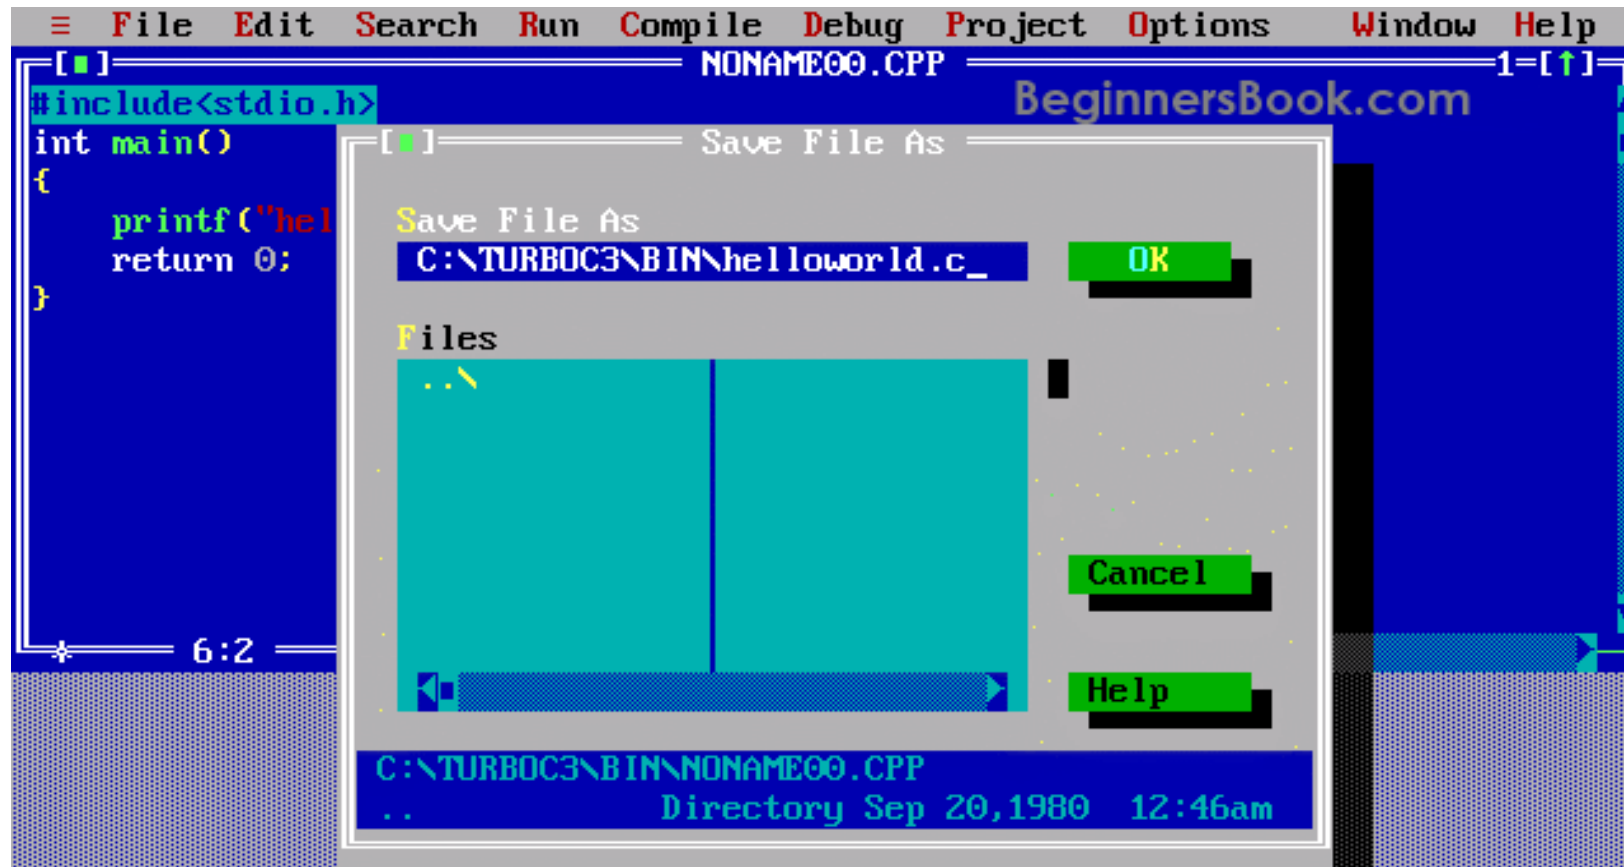 ≡ File Edit Search Run Compile Debug Project Options Window Help
[■] NONAME00.CPP 1=[↑]
BeginnersBook.com
#include<stdio.h>
int main()
{
printf("hel
return 0;
}
6:2
[■] Save File As
Save File As
C:\TURBOC3\BIN\helloworld.c_
OK
Files
..\
Cancel
Help
C:\TURBOC3\BIN\NONAME00.CPP
.. Directory Sep 20,1980 12:46am